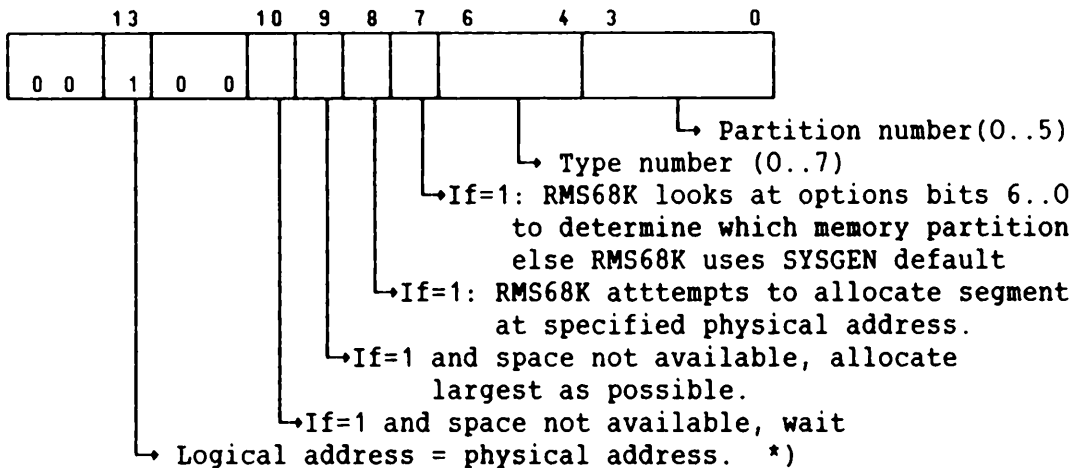 13 10 9 8 7 6 4 3 0
0 0 1 0 0
Partition number(0..5)
Type number (0..7)
If=1: RMS68K looks at options bits 6..0
to determine which memory partition
else RMS68K uses SYSGEN default
If=1: RMS68K atttempts to allocate segment
at specified physical address.
If=1 and space not available, allocate
largest as possible.
If=1 and space not available, wait
Logical address = physical address. *)